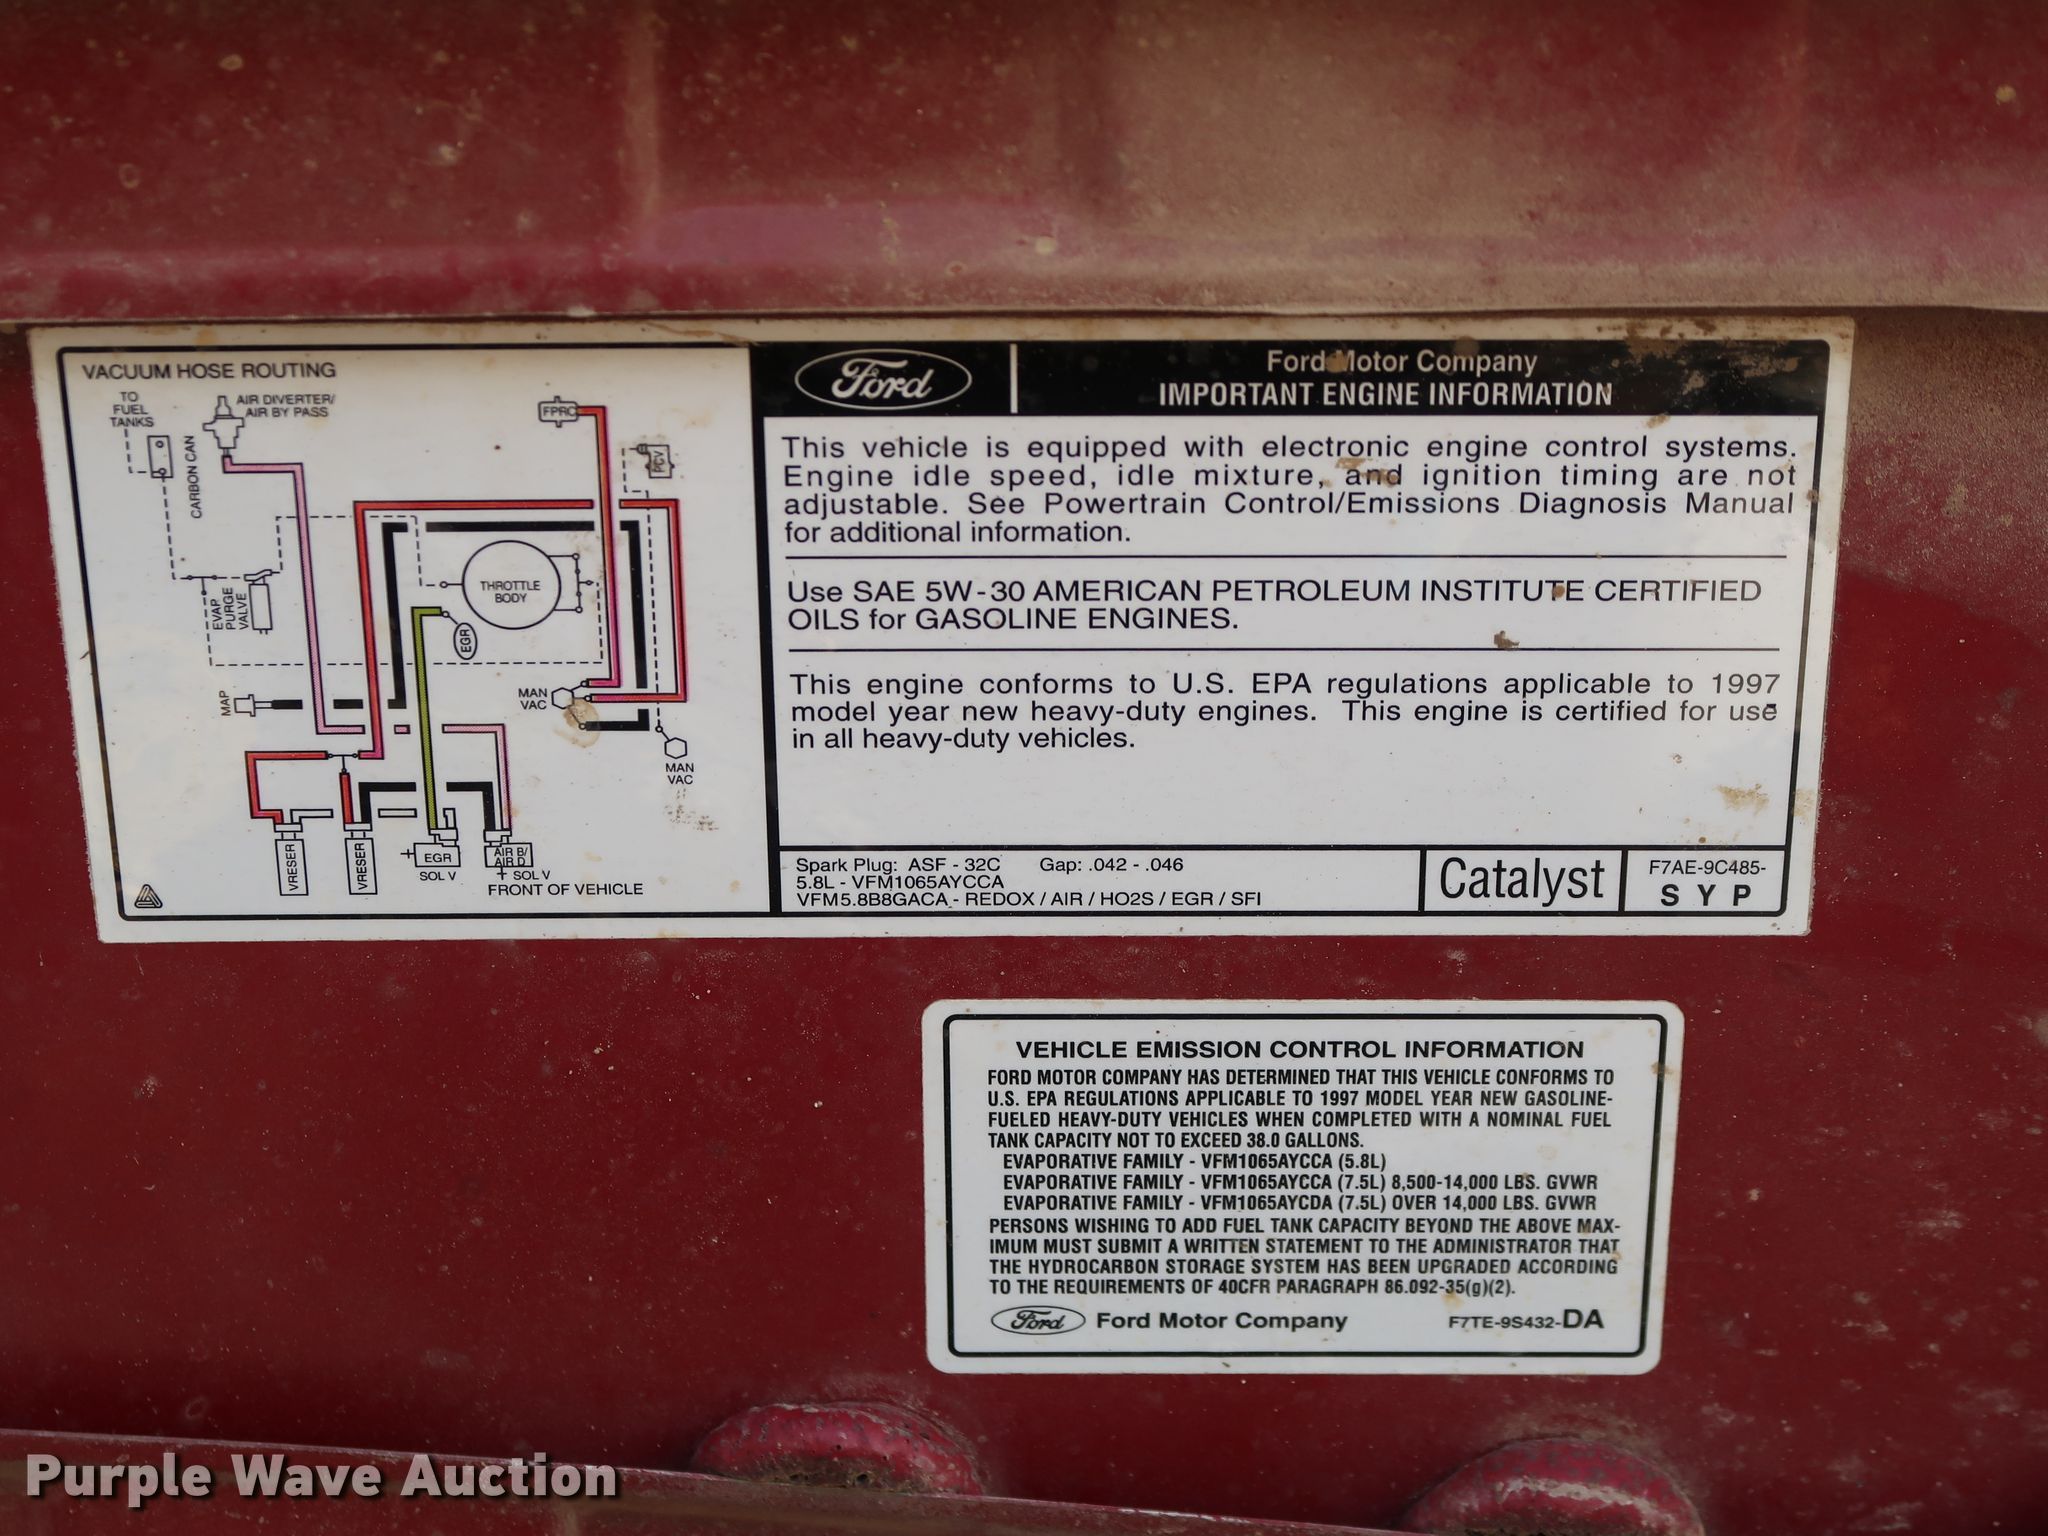 VACUUM HOSE ROUTING
TO
FUEL
TANKS
CARBON CAN
AIR DIVERTER/
AIR BY PASS
FPRC
PCV
EVAP
PURGE
VALVE
THROTTLE
BODY
EGR
MAP
MAN
VAC
MAN
VAC
VRESER
VRESER
+ EGR
SOL V
AIR B/
AIR D
+ SOL V
FRONT OF VEHICLE
Ford
Ford Motor Company
IMPORTANT ENGINE INFORMATION
This vehicle is equipped with electronic engine control systems.
Engine idle speed, idle mixture, and ignition timing are not
adjustable. See Powertrain Control/Emissions Diagnosis Manual
for additional information.
Use SAE 5W-30 AMERICAN PETROLEUM INSTITUTE CERTIFIED
OILS for GASOLINE ENGINES.
This engine conforms to U.S. EPA regulations applicable to 1997
model year new heavy-duty engines. This engine is certified for use
in all heavy-duty vehicles.
Spark Plug: ASF - 32C Gap: .042 - .046
5.8L - VFM1065AYCCA
VFM5.8B8GACA - REDOX / AIR / HO2S / EGR / SFI
Catalyst
F7AE-9C485-
S Y P
VEHICLE EMISSION CONTROL INFORMATION
FORD MOTOR COMPANY HAS DETERMINED THAT THIS VEHICLE CONFORMS TO
U.S. EPA REGULATIONS APPLICABLE TO 1997 MODEL YEAR NEW GASOLINE-
FUELED HEAVY-DUTY VEHICLES WHEN COMPLETED WITH A NOMINAL FUEL
TANK CAPACITY NOT TO EXCEED 38.0 GALLONS.
EVAPORATIVE FAMILY - VFM1065AYCCA (5.8L)
EVAPORATIVE FAMILY - VFM1065AYCCA (7.5L) 8,500-14,000 LBS. GVWR
EVAPORATIVE FAMILY - VFM1065AYCDA (7.5L) OVER 14,000 LBS. GVWR
PERSONS WISHING TO ADD FUEL TANK CAPACITY BEYOND THE ABOVE MAX-
IMUM MUST SUBMIT A WRITTEN STATEMENT TO THE ADMINISTRATOR THAT
THE HYDROCARBON STORAGE SYSTEM HAS BEEN UPGRADED ACCORDING
TO THE REQUIREMENTS OF 40CFR PARAGRAPH 86.092-35(g)(2).
Ford Ford Motor Company F7TE-9S432-DA
Purple Wave Auction